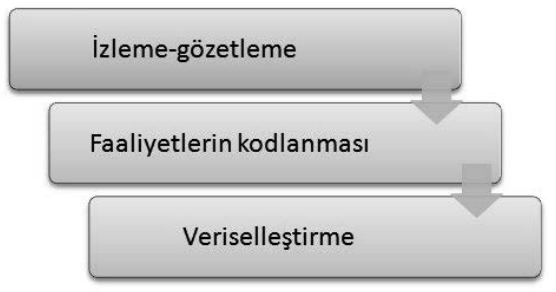 İzleme-gözetleme
Faaliyetlerin kodlanması
Veriselleştirme